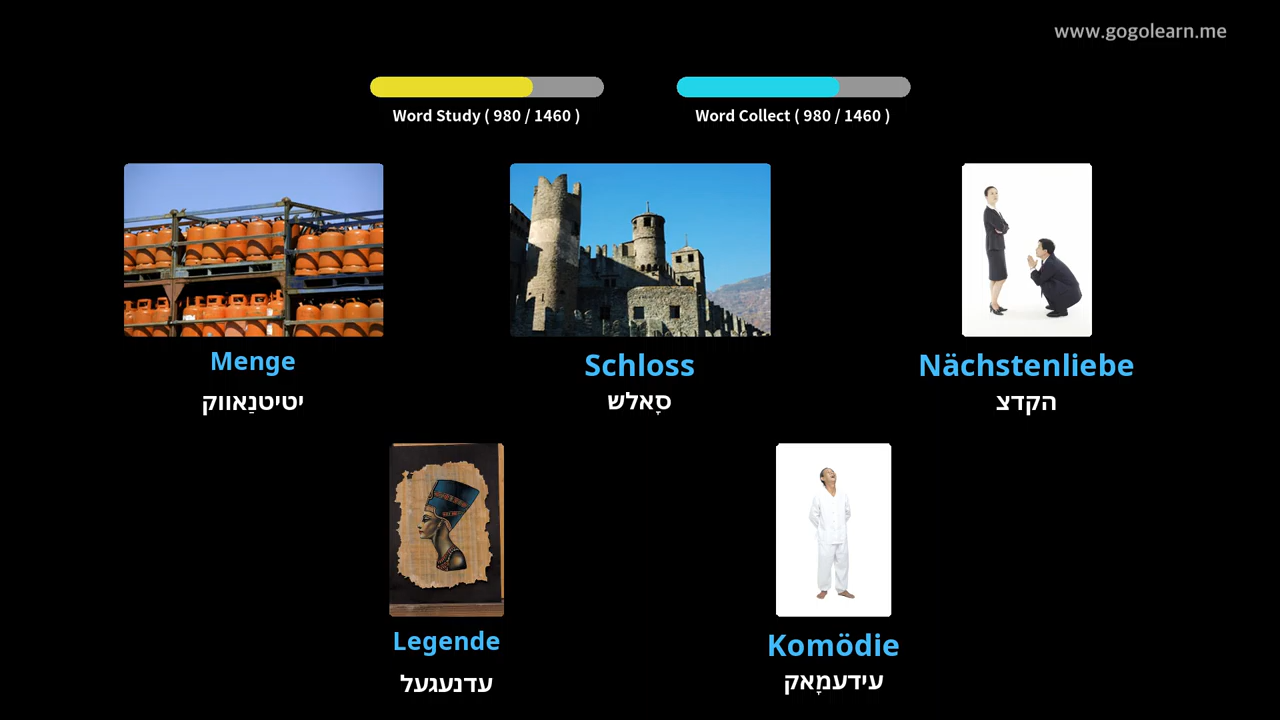 www.gogolearn.me
Word Study ( 980 / 1460 )
Word Collect ( 980 / 1460 )
Menge
Schloss
Nächstenliebe
יטיטנַאווק
סָאלש
הקדצ
Legende
Komödie
עדנעגעל
עידעמָאק